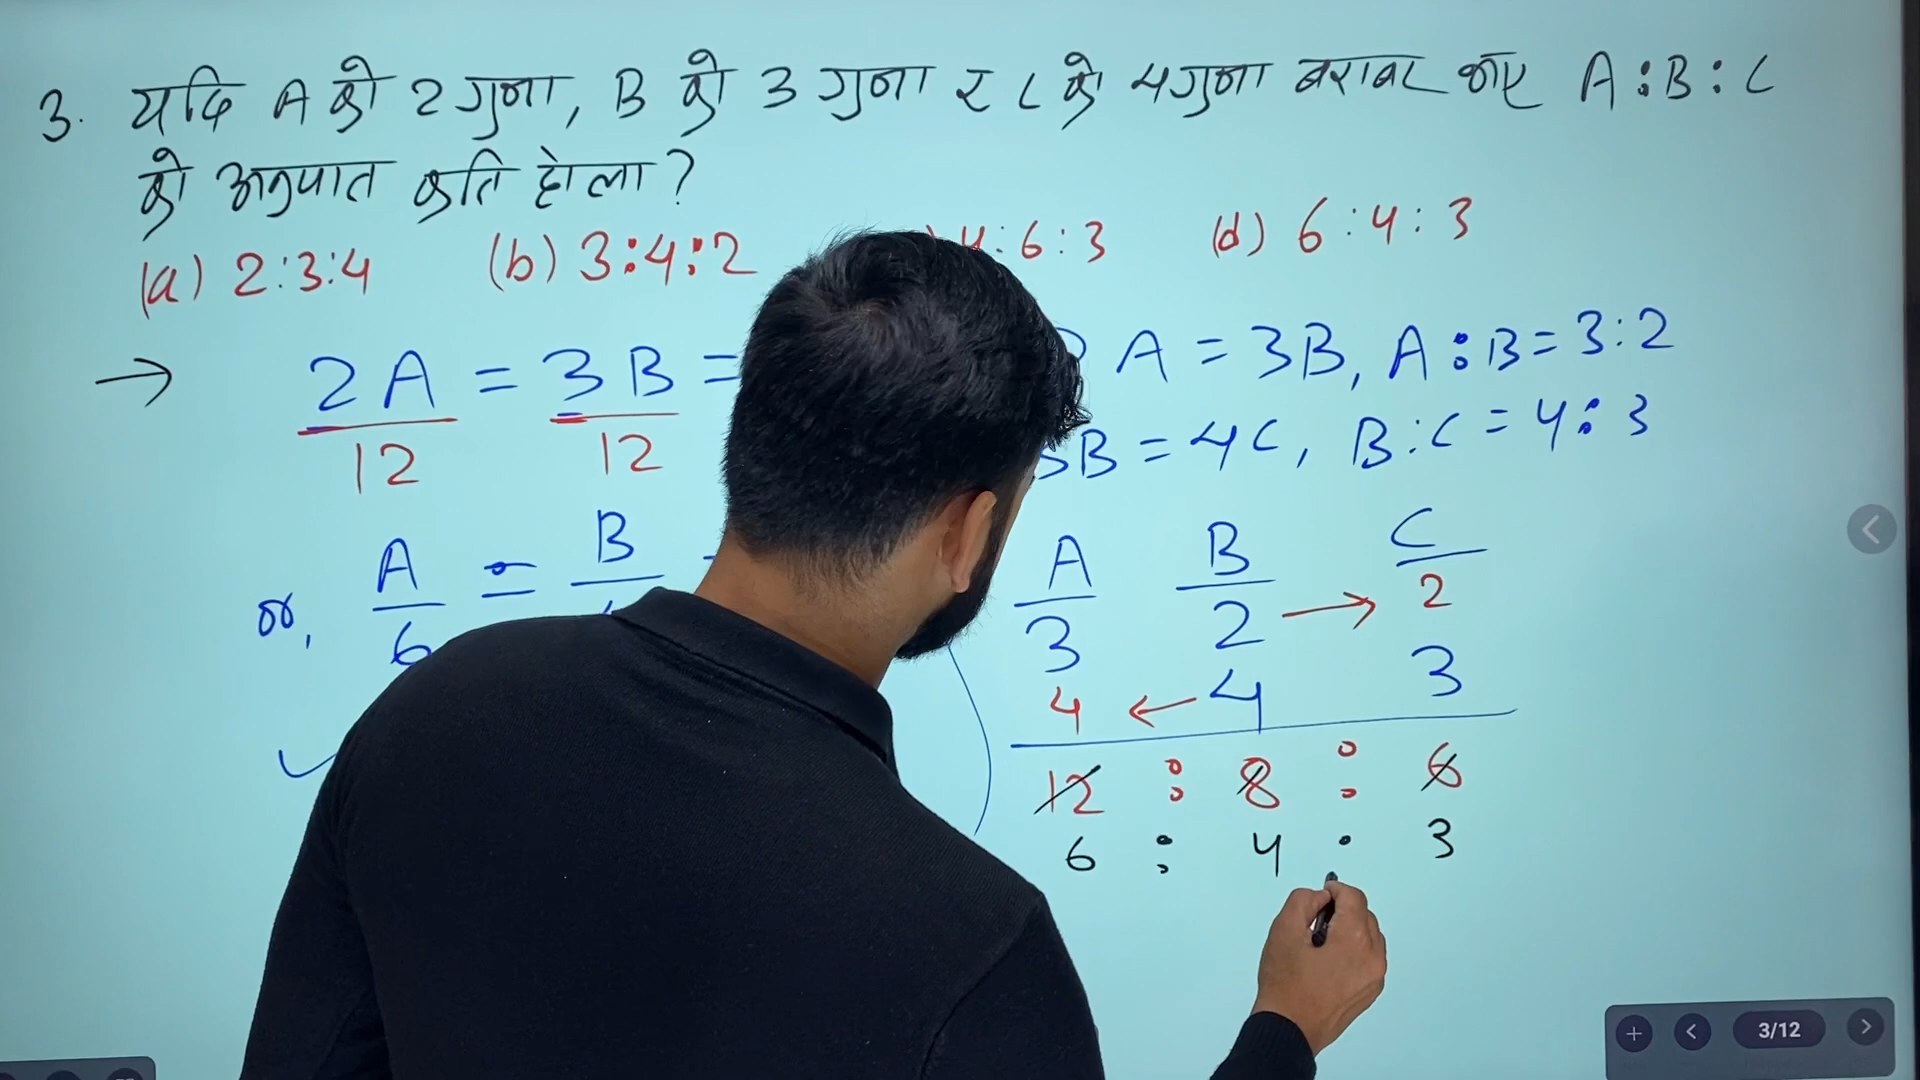 3. यदि A को 2 गुना, B को 3 गुना र C को 4 गुना बराबर भए A : B : C
को अनुपात कति होला ?
(a) 2:3:4 (b) 3:4:2 4:6:3 (d) 6:4:3
→ 2A = 3B =
12 12
or, A = B
6
A = 3B, A:B = 3:2
3B = 4C, B:C = 4:3
A B C
3 2 → 2
4 ← 4 3
12 : 8 : 6
6 : 4 : 3
3/12